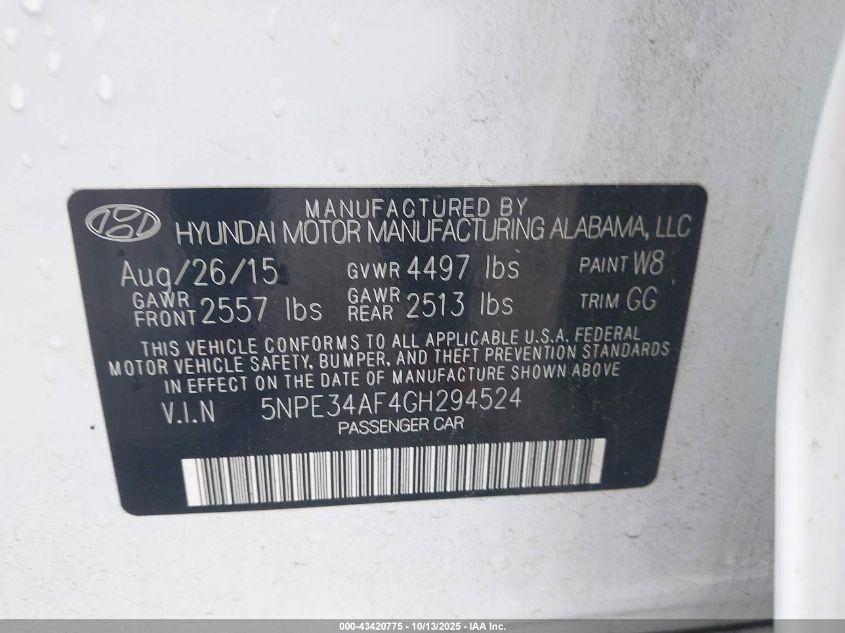 MANUFACTURED BY
HYUNDAI MOTOR MANUFACTURING ALABAMA, LLC
Aug/26/15 GVWR 4497 lbs PAINT W8
GAWR FRONT 2557 lbs GAWR REAR 2513 lbs TRIM GG
THIS VEHICLE CONFORMS TO ALL APPLICABLE U.S.A. FEDERAL
MOTOR VEHICLE SAFETY, BUMPER, AND THEFT PREVENTION STANDARDS
IN EFFECT ON THE DATE OF MANUFACTURE SHOWN ABOVE
V.I.N 5NPE34AF4GH294524
PASSENGER CAR
000-43420775 - 10/13/2025 - IAA Inc.